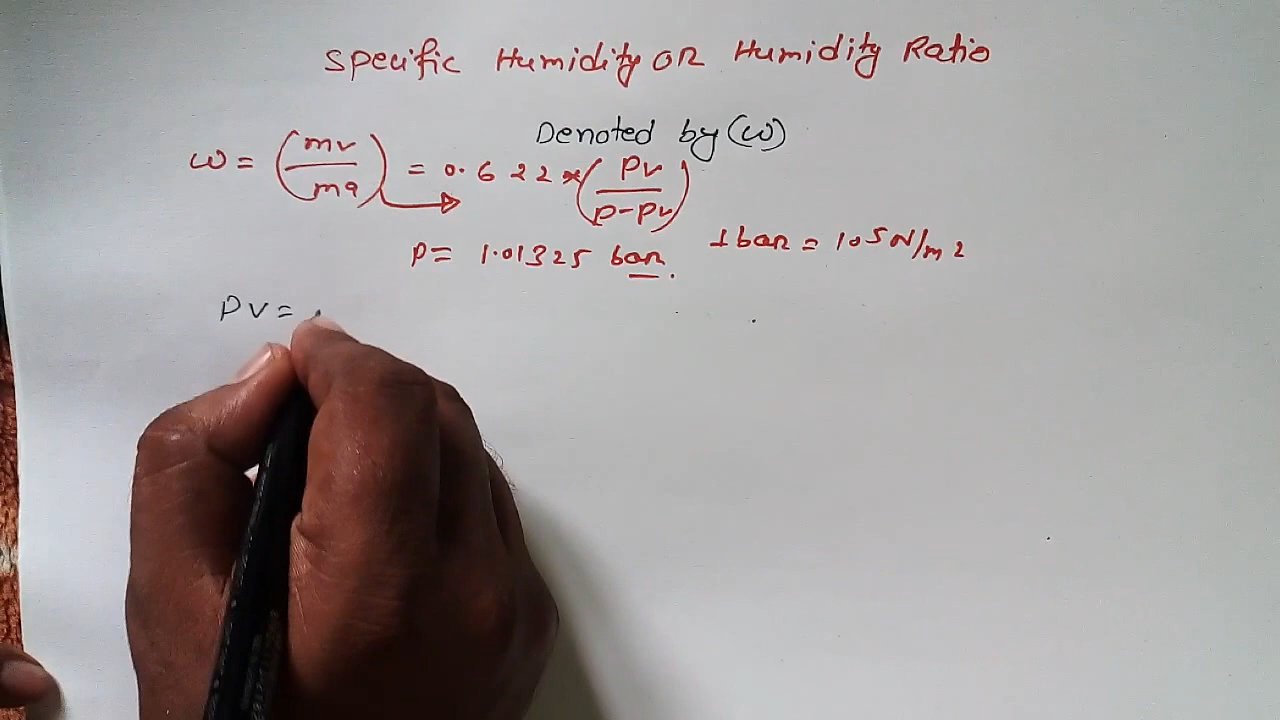 Specific Humidity OR Humidity Ratio
Denoted by (ω)
ω = (mv/ma) = 0.622 * (Pv/P-Pv)
P = 1.01325 bar. 1 bar = 10 5 N/m 2
Pv =